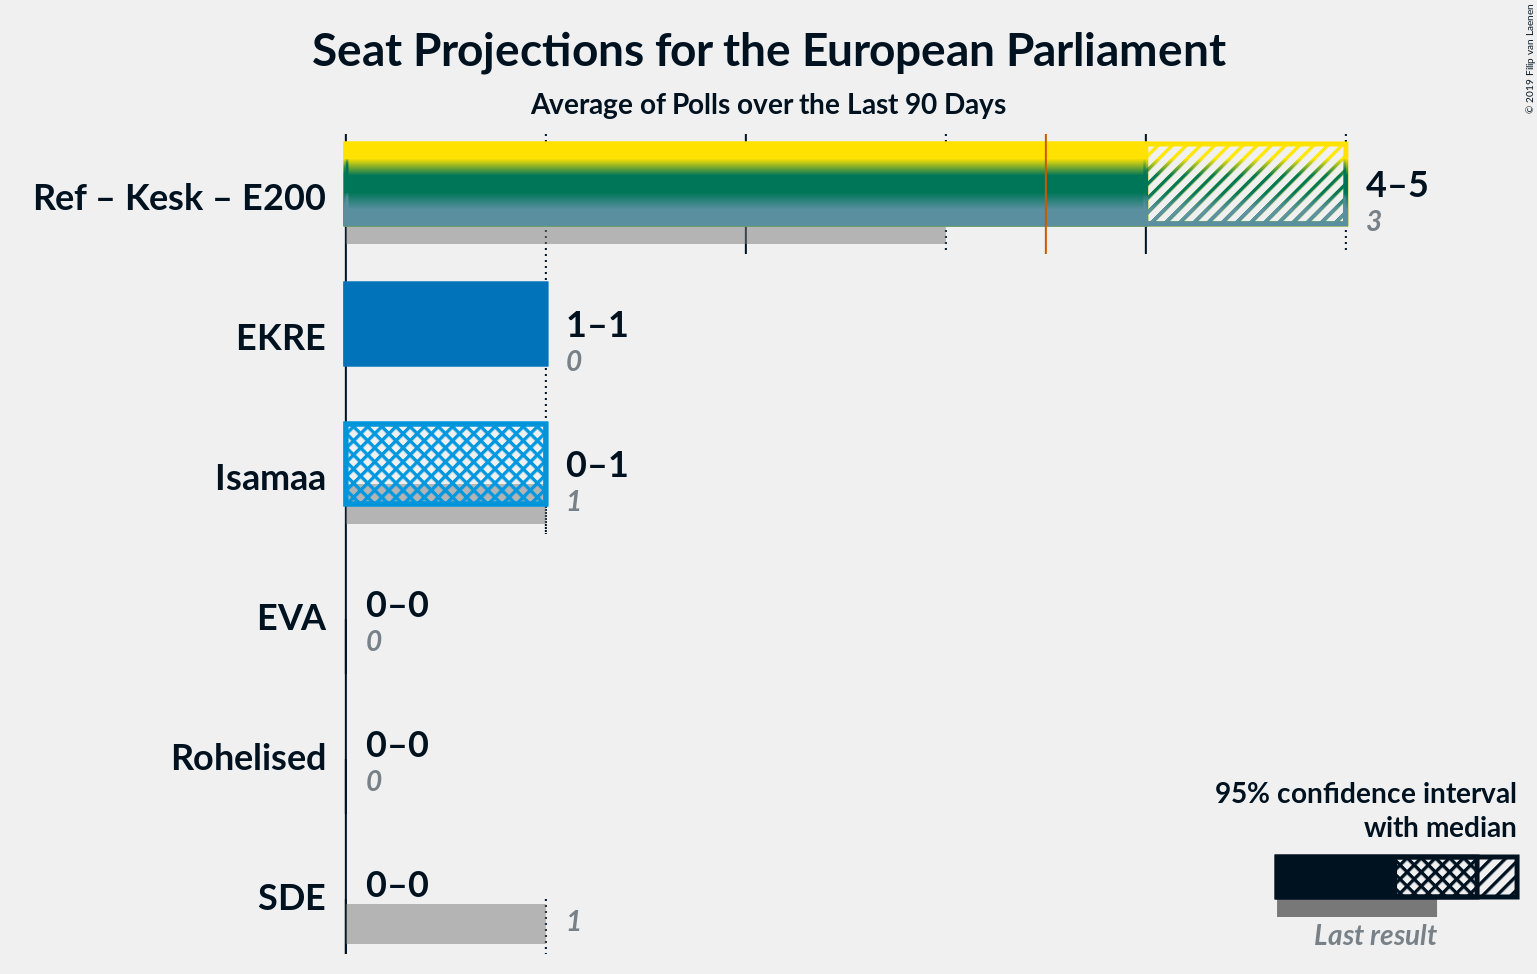 Seat Projections for the European Parliament
Average of Polls over the Last 90 Days
© 2019 Filip van Laenen
Ref – Kesk – E200
4–5
3
EKRE
1–1
0
Isamaa
0–1
1
EVA
0–0
0
Rohelised
0–0
0
SDE
0–0
1
95% confidence interval
with median
Last result